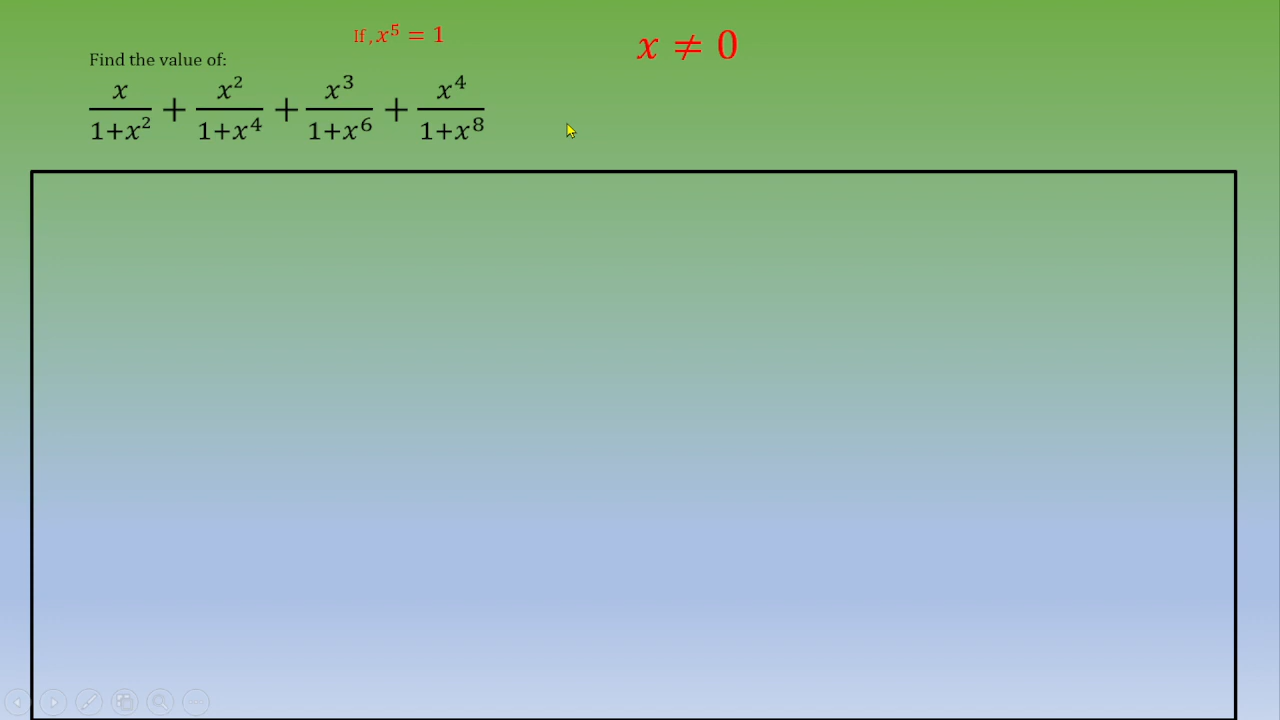 If , x⁵ = 1
x ≠ 0
Find the value of:
x/(1+x²) + x²/(1+x⁴) + x³/(1+x⁶) + x⁴/(1+x⁸)